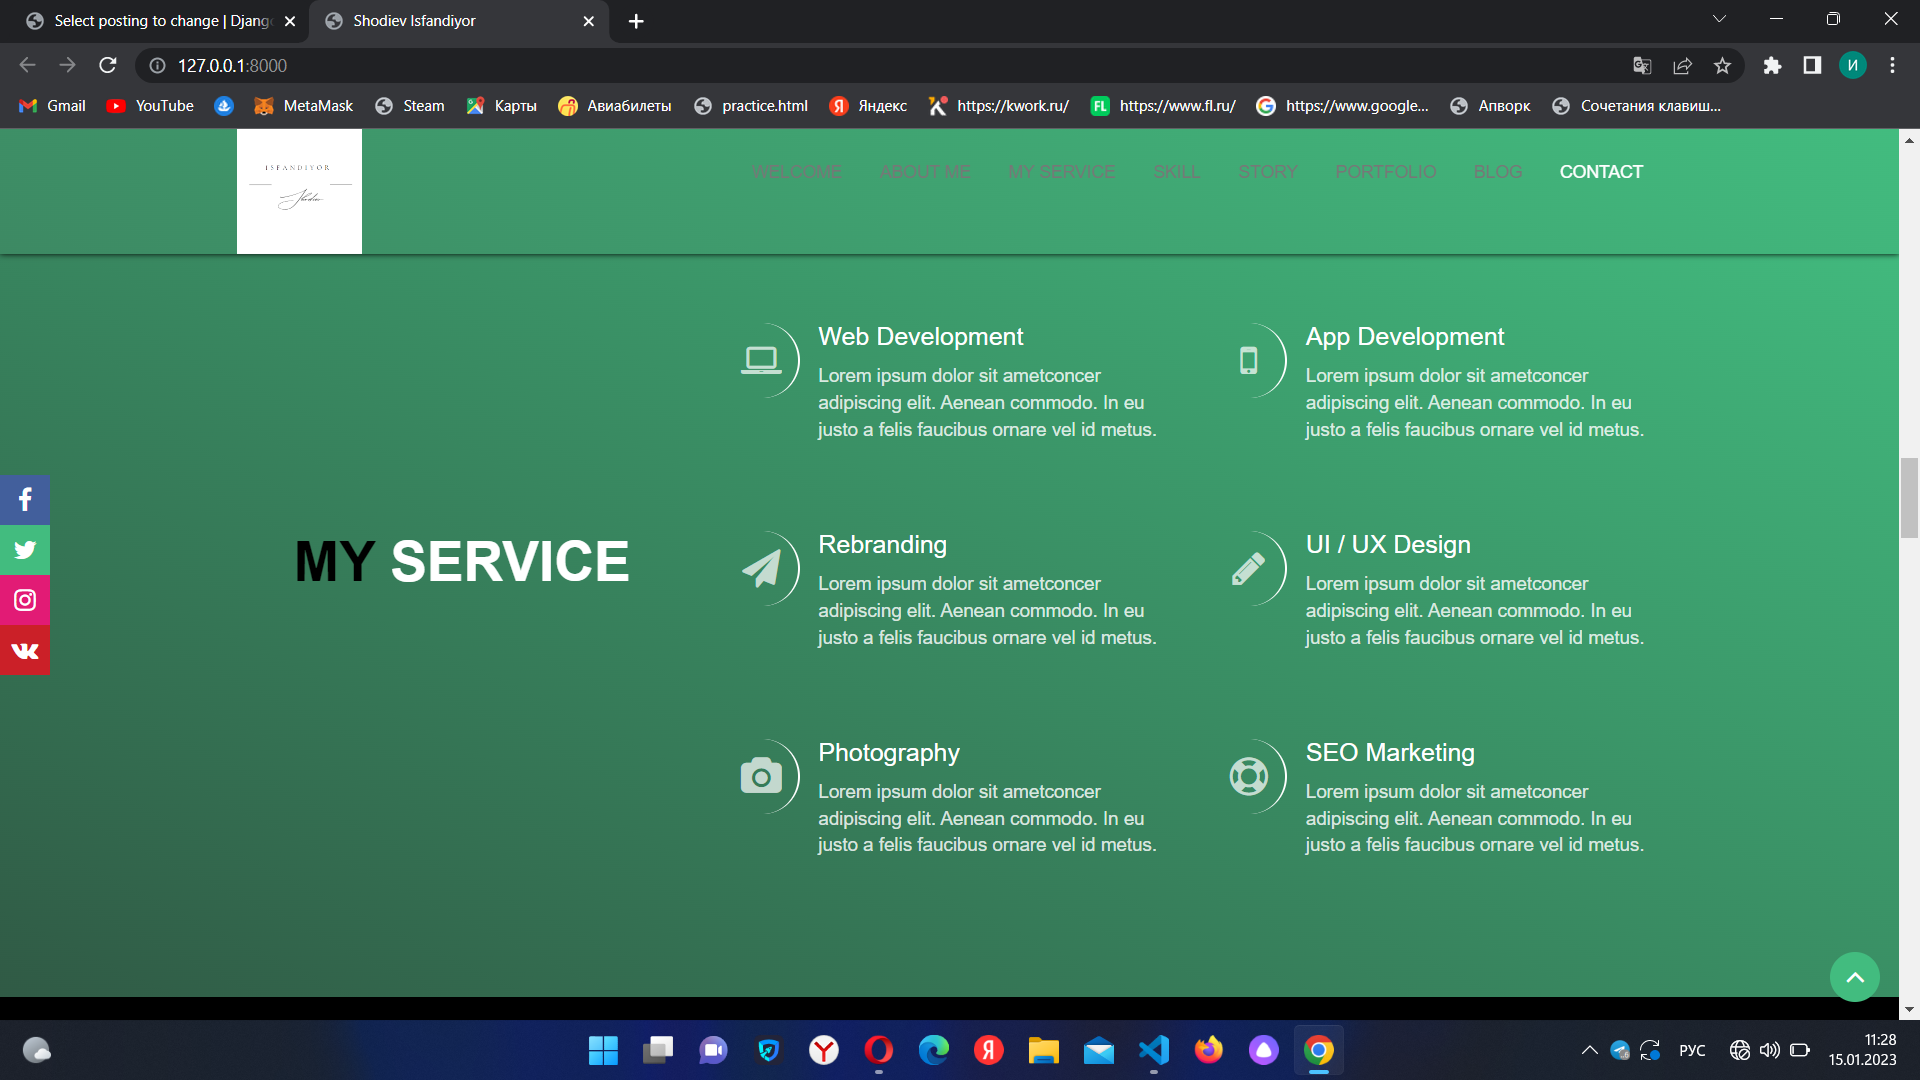 Select posting to change | Djang
Shodiev Isfandiyor
127.0.0.1:8000
Gmail
YouTube
MetaMask
Steam
Карты
Авиабилеты
practice.html
Яндекс
https://kwork.ru/
FL
https://www.fl.ru/
https://www.google...
Апворк
Сочетания клавиш...
И
ISFANDIYOR
Shodiev
WELCOME
ABOUT ME
MY SERVICE
SKILL
STORY
PORTFOLIO
BLOG
CONTACT
MY SERVICE
Web Development
Lorem ipsum dolor sit ametconcer
adipiscing elit. Aenean commodo. In eu
justo a felis faucibus ornare vel id metus.
App Development
Lorem ipsum dolor sit ametconcer
adipiscing elit. Aenean commodo. In eu
justo a felis faucibus ornare vel id metus.
Rebranding
Lorem ipsum dolor sit ametconcer
adipiscing elit. Aenean commodo. In eu
justo a felis faucibus ornare vel id metus.
UI / UX Design
Lorem ipsum dolor sit ametconcer
adipiscing elit. Aenean commodo. In eu
justo a felis faucibus ornare vel id metus.
Photography
Lorem ipsum dolor sit ametconcer
adipiscing elit. Aenean commodo. In eu
justo a felis faucibus ornare vel id metus.
SEO Marketing
Lorem ipsum dolor sit ametconcer
adipiscing elit. Aenean commodo. In eu
justo a felis faucibus ornare vel id metus.
РУС
11:28
15.01.2023